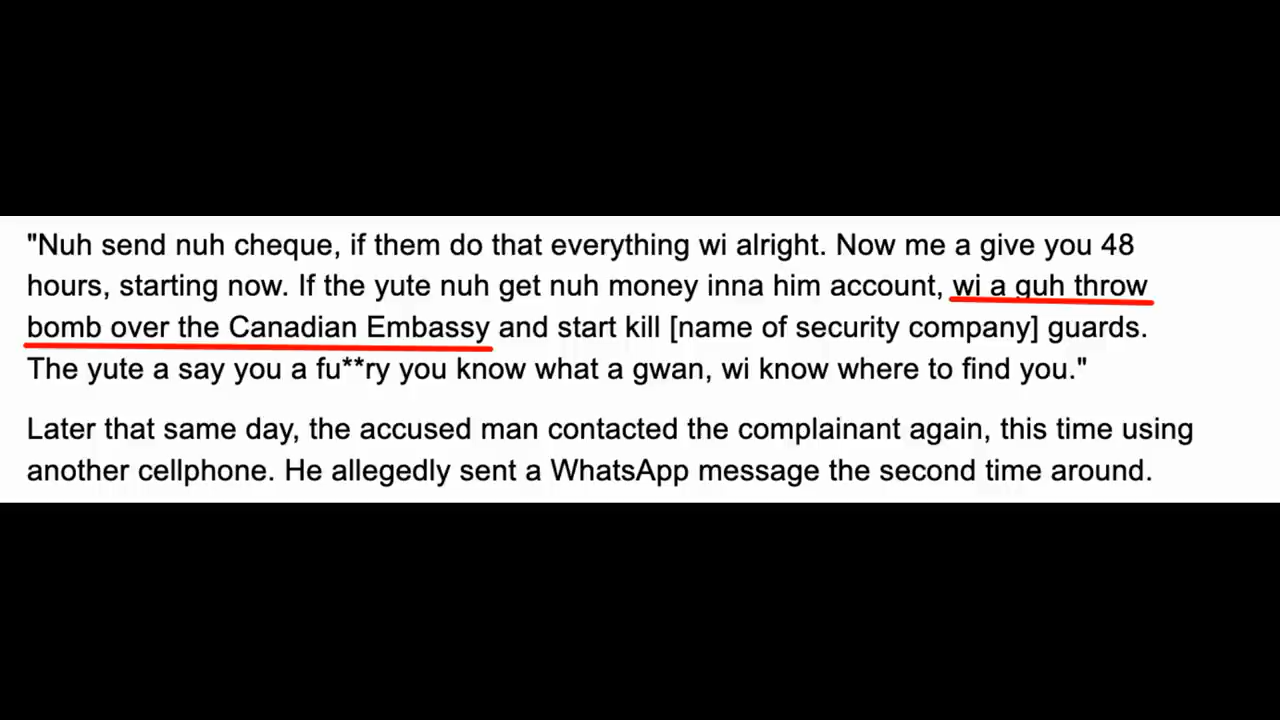 "Nuh send nuh cheque, if them do that everything wi alright. Now me a give you 48
hours, starting now. If the yute nuh get nuh money inna him account, wi a guh throw
bomb over the Canadian Embassy and start kill [name of security company] guards.
The yute a say you a fu**ry you know what a gwan, wi know where to find you."
Later that same day, the accused man contacted the complainant again, this time using
another cellphone. He allegedly sent a WhatsApp message the second time around.